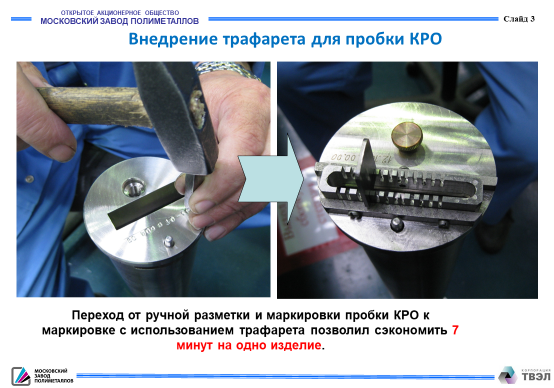 ОТКРЫТОЕ АКЦИОНЕРНОЕ ОБЩЕСТВО
МОСКОВСКИЙ ЗАВОД ПОЛИМЕТАЛЛОВ
Слайд 3
Внедрение трафарета для пробки КРО
Переход от ручной разметки и маркировки пробки КРО к
маркировке с использованием трафарета позволил сэкономить 7
минут на одно изделие.
МОСКОВСКИЙ
ЗАВОД
ПОЛИМЕТАЛЛОВ
КОРПОРАЦИЯ
ТВЭЛ